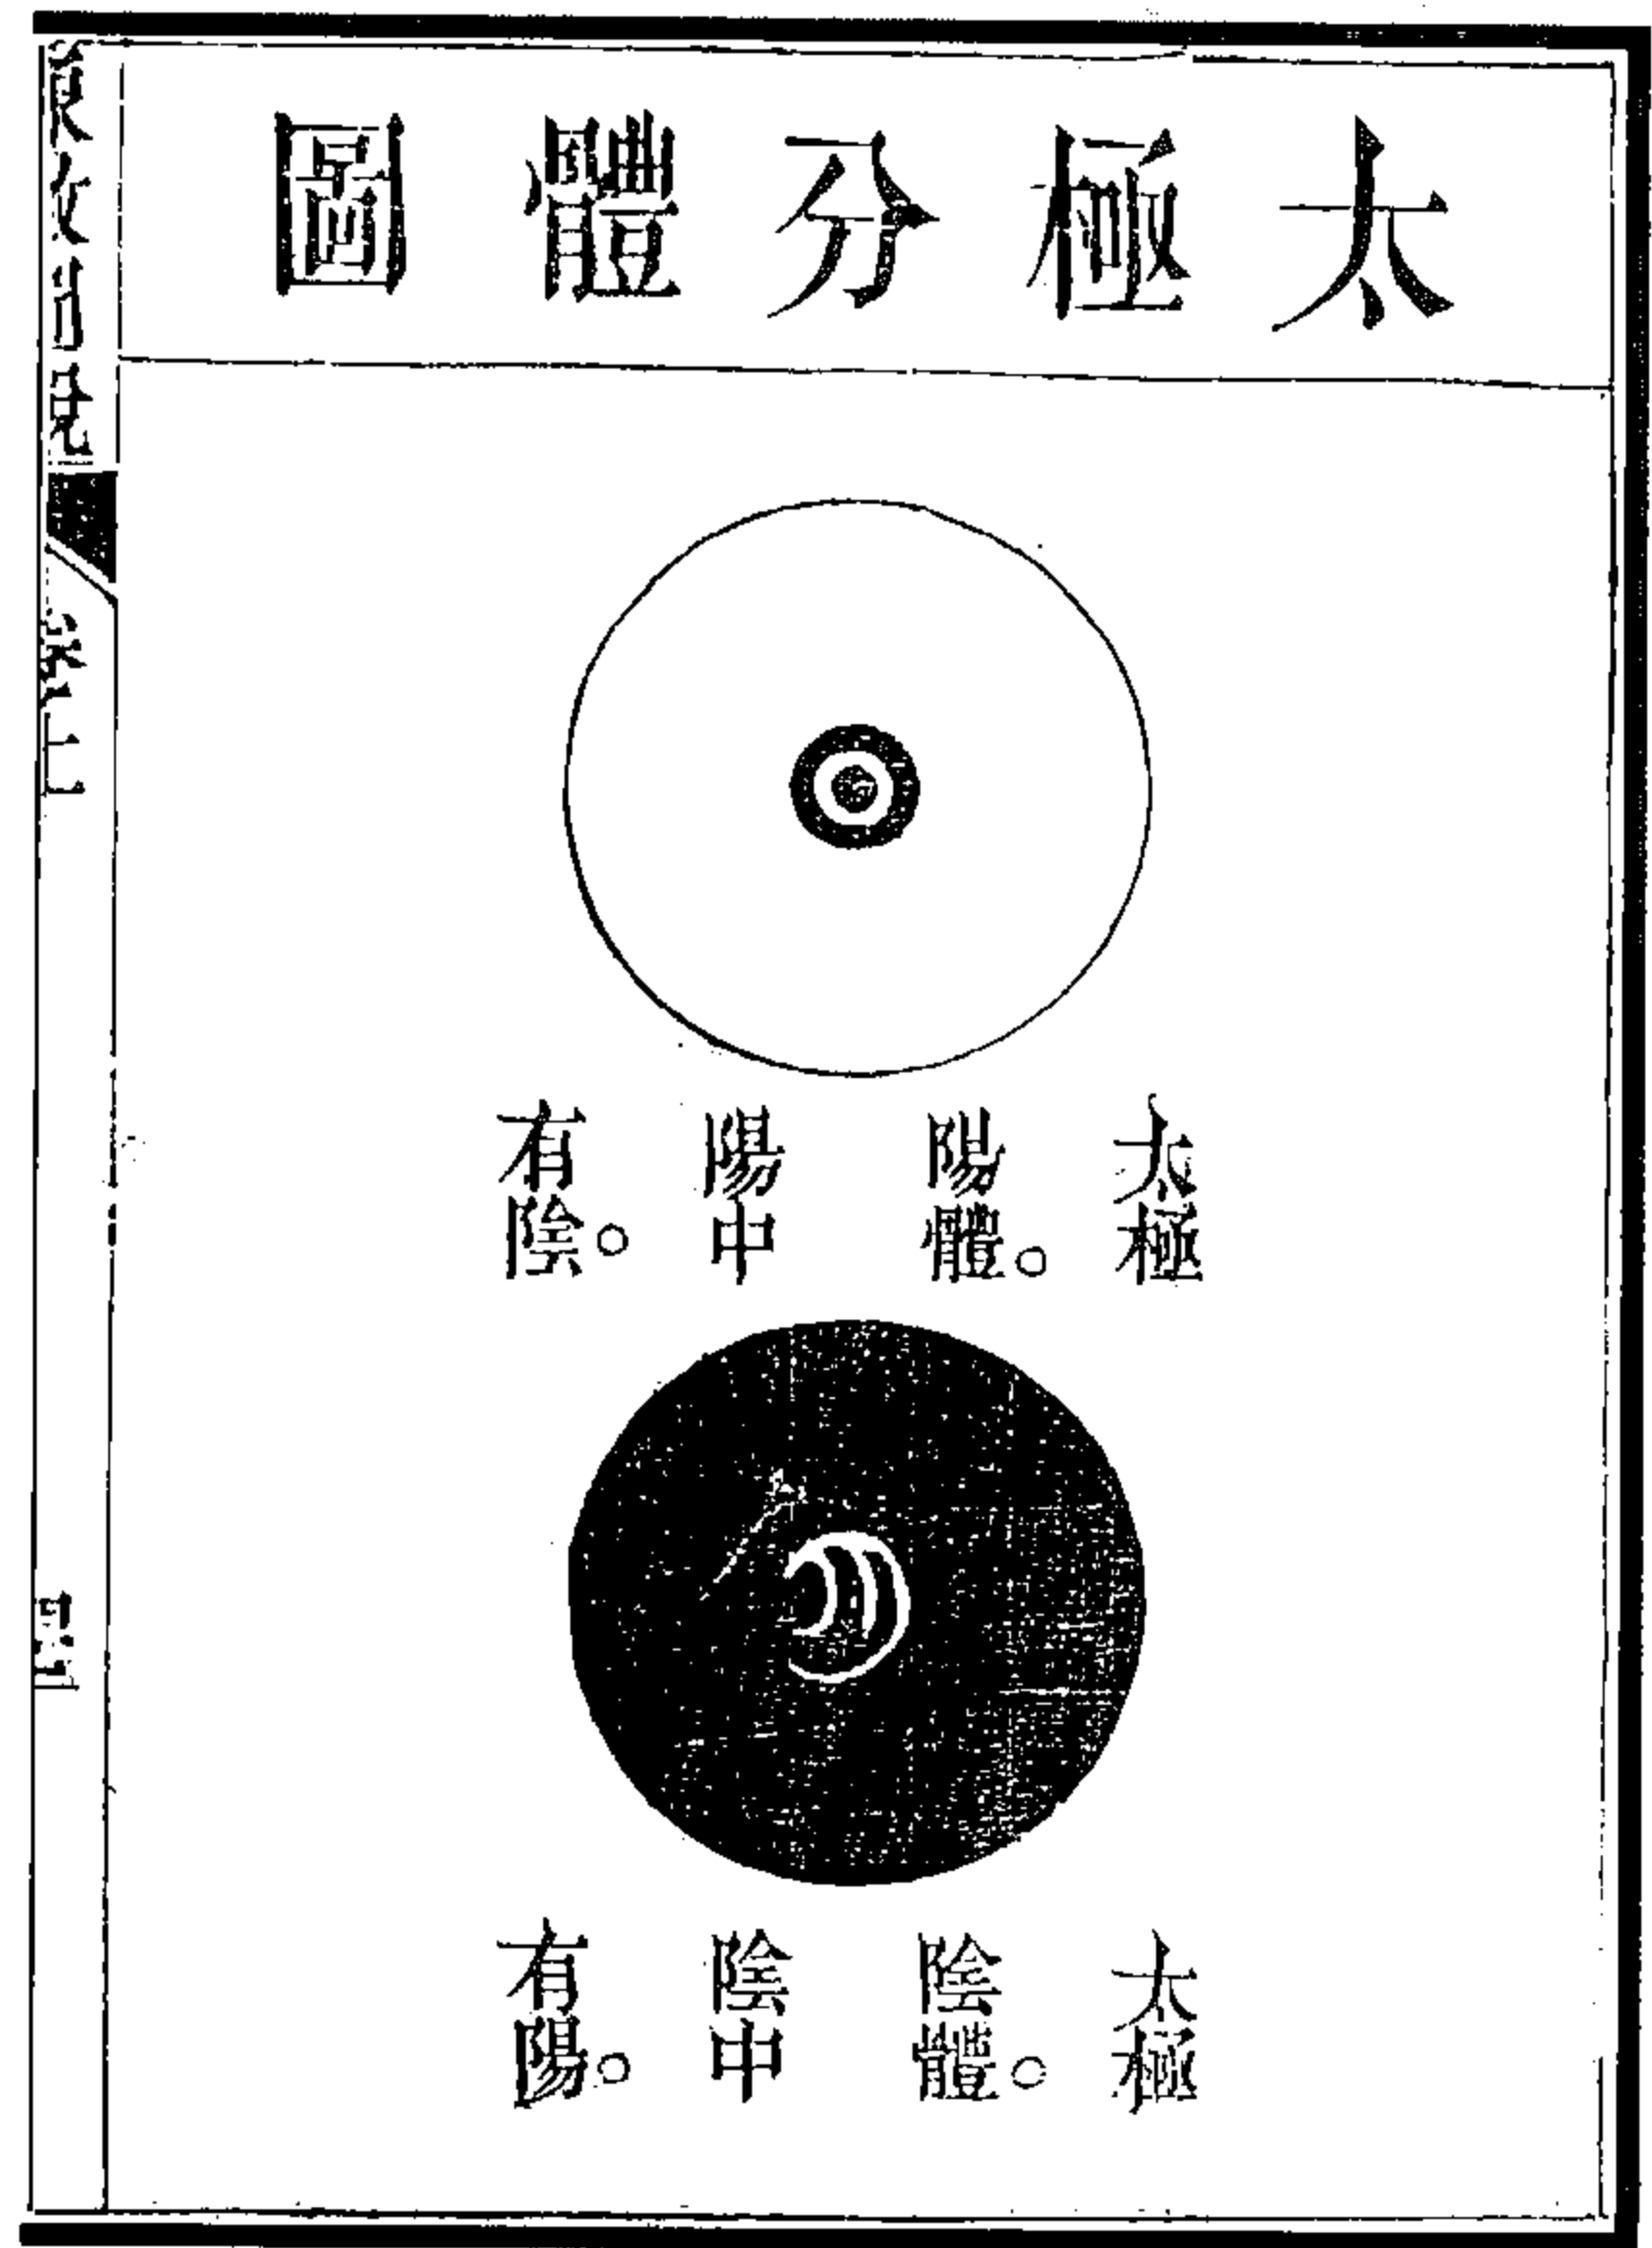 太極分體圖
太極
陽體。
陽中
有陰。
太極
陰體。
陰中
有陽。